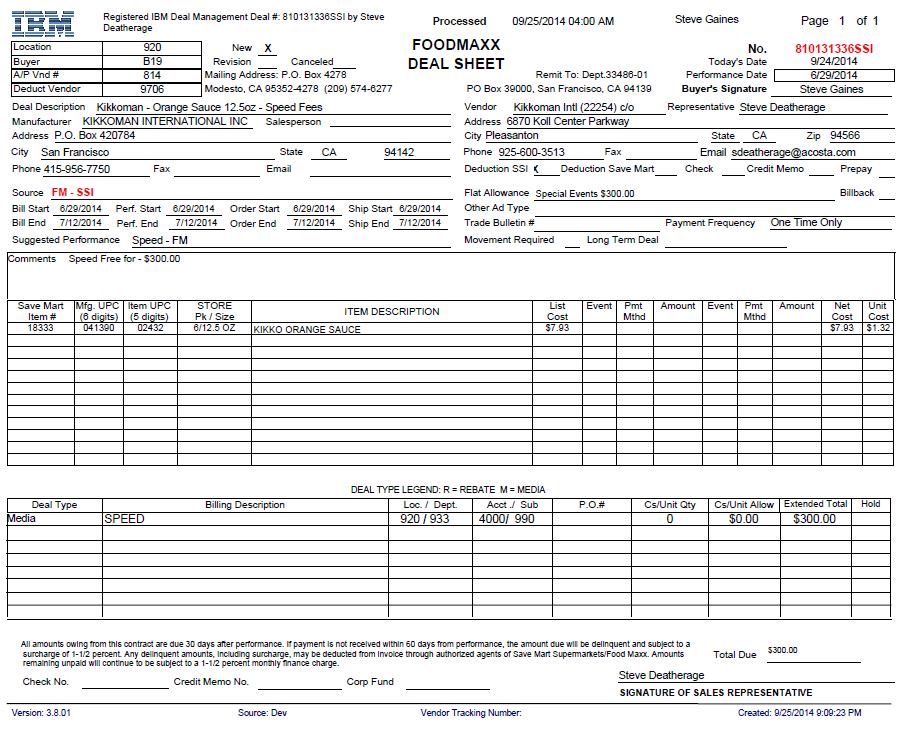 IBM Registered IBM Deal Management Deal #: 810131336SSI by Steve Deatherage
Processed 09/25/2014 04:00 AM Steve Gaines Page 1 of 1
FOODMAXX
DEAL SHEET
Location 920 New X
Buyer B19 Revision Canceled
A/P Vnd # 814 Mailing Address: P.O. Box 4278
Deduct Vendor 9706 Modesto, CA 95352-4278 (209) 574-6277
No. 810131336SSI
Today's Date 9/24/2014
Remit To: Dept.33486-01 Performance Date 6/29/2014
PO Box 39000, San Francisco, CA 94139 Buyer's Signature Steve Gaines
Deal Description Kikkoman - Orange Sauce 12.5oz - Speed Fees
Manufacturer KIKKOMAN INTERNATIONAL INC Salesperson
Address P.O. Box 420784
City San Francisco State CA 94142
Phone 415-956-7750 Fax Email
Vendor Kikkoman Intl (22254) c/o Representative Steve Deatherage
Address 6870 Koll Center Parkway
City Pleasanton State CA Zip 94566
Phone 925-600-3513 Fax Email sdeatherage@acosta.com
Deduction SSI X Deduction Save Mart Check Credit Memo Prepay
Source FM - SSI
Bill Start 6/29/2014 Perf. Start 6/29/2014 Order Start 6/29/2014 Ship Start 6/29/2014
Bill End 7/12/2014 Perf. End 7/12/2014 Order End 7/12/2014 Ship End 7/12/2014
Suggested Performance Speed - FM
Flat Allowance Special Events $300.00 Billback
Other Ad Type
Trade Bulletin # Payment Frequency One Time Only
Movement Required Long Term Deal
Comments Speed Free for - $300.00
Save Mart Item # Mfg. UPC (6 digits) Item UPC (5 digits) STORE Pk / Size ITEM DESCRIPTION List Cost Event Pmt Mthd Amount Event Pmt Mthd Amount Net Cost Unit Cost
18333 041390 02432 6/12.5 OZ KIKKO ORANGE SAUCE $7.93 $7.93 $1.32
DEAL TYPE LEGEND: R = REBATE M = MEDIA
Deal Type Billing Description Loc. / Dept. Acct ./ Sub P.O.# Cs/Unit Qty Cs/Unit Allow Extended Total Hold
Media SPEED 920 / 933 4000/ 990 0 $0.00 $300.00
All amounts owing from this contract are due 30 days after performance. If payment is not received within 60 days from performance, the amount due will be delinquent and subject to a
surcharge of 1-1/2 percent. Any delinquent amounts, including surcharge, may be deducted from invoice through authorized agents of Save Mart Supermarkets/Food Maxx. Amounts
remaining unpaid will continue to be subject to a 1-1/2 percent monthly finance charge.
Total Due $300.00
Check No. Credit Memo No. Corp Fund
Steve Deatherage
SIGNATURE OF SALES REPRESENTATIVE
Version: 3.8.01 Source: Dev Vendor Tracking Number: Created: 9/25/2014 9:09:23 PM